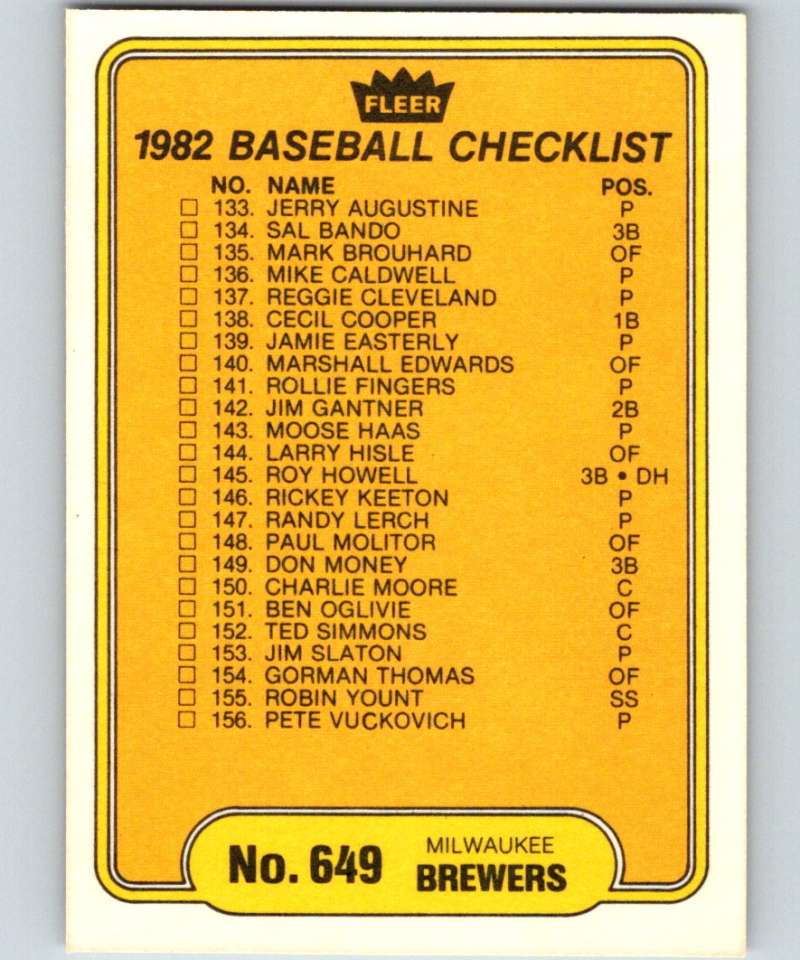 FLEER
1982 BASEBALL CHECKLIST
NO. NAME POS.
133. JERRY AUGUSTINE P
134. SAL BANDO 3B
135. MARK BROUHARD OF
136. MIKE CALDWELL P
137. REGGIE CLEVELAND P
138. CECIL COOPER 1B
139. JAMIE EASTERLY P
140. MARSHALL EDWARDS OF
141. ROLLIE FINGERS P
142. JIM GANTNER 2B
143. MOOSE HAAS P
144. LARRY HISLE OF
145. ROY HOWELL 3B • DH
146. RICKEY KEETON P
147. RANDY LERCH P
148. PAUL MOLITOR OF
149. DON MONEY 3B
150. CHARLIE MOORE C
151. BEN OGLIVIE OF
152. TED SIMMONS C
153. JIM SLATON P
154. GORMAN THOMAS OF
155. ROBIN YOUNT SS
156. PETE VUCKOVICH P
No. 649
MILWAUKEE
BREWERS